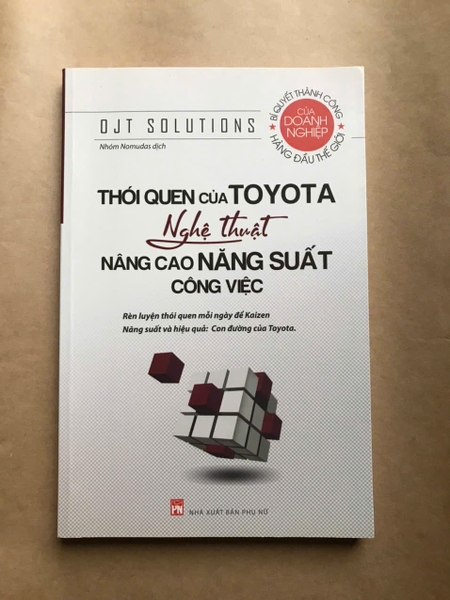 OJT SOLUTIONS
Nhóm Nomudas dịch
BÍ QUYẾT THÀNH CÔNG
CỦA
DOANH
NGHIỆP
HÀNG ĐẦU THẾ GIỚI
THÓI QUEN CỦA TOYOTA
Nghệ thuật
NÂNG CAO NĂNG SUẤT
CÔNG VIỆC
Rèn luyện thói quen mỗi ngày để Kaizen
Năng suất và hiệu quả: Con đường của Toyota.
PN
NHÀ XUẤT BẢN PHỤ NỮ